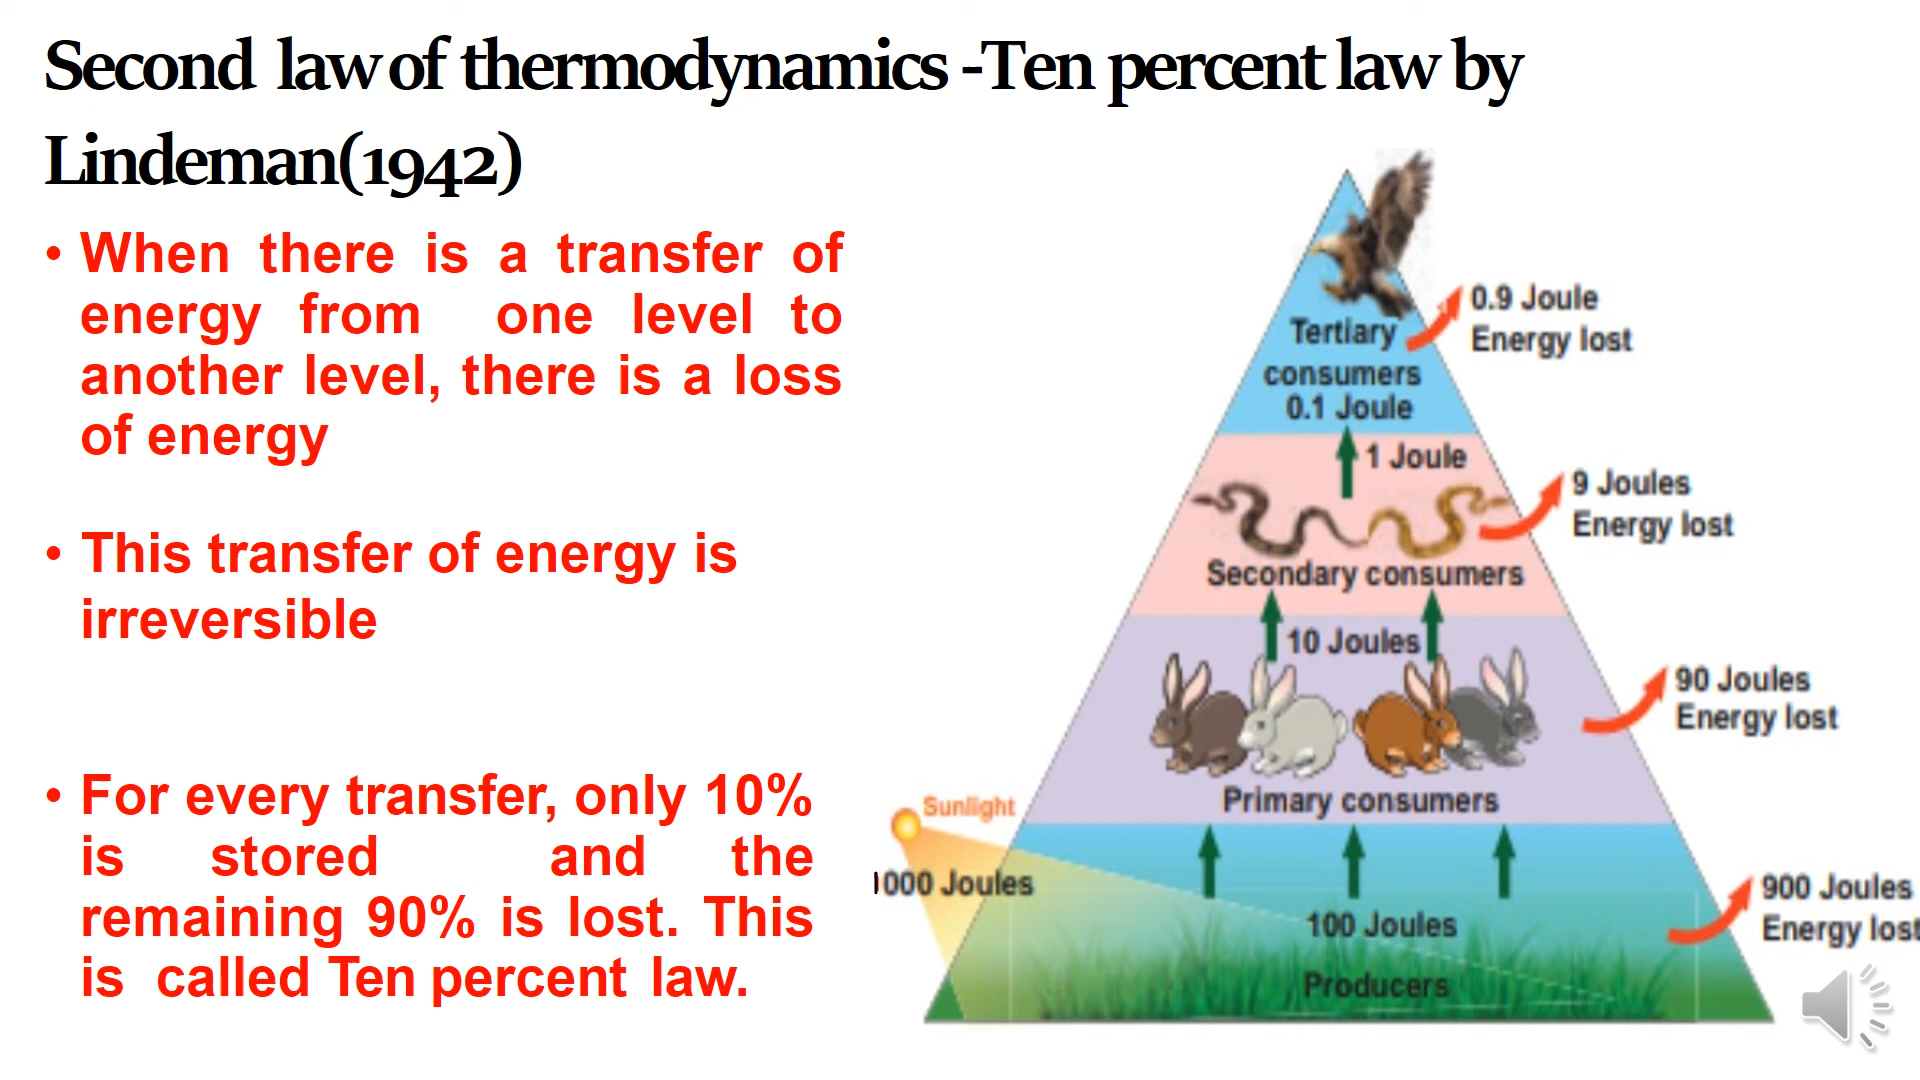 Second law of thermodynamics -Ten percent law by
Lindeman(1942)
• When there is a transfer of
energy from one level to
another level, there is a loss
of energy
• This transfer of energy is
irreversible
• For every transfer, only 10%
is stored and the
remaining 90% is lost. This
is called Ten percent law.
0.9 Joule
Energy lost
Tertiary
consumers
0.1 Joule
1 Joule
9 Joules
Energy lost
Secondary consumers
10 Joules
90 Joules
Energy lost
Primary consumers
Sunlight
1000 Joules
900 Joules
Energy lost
100 Joules
Producers